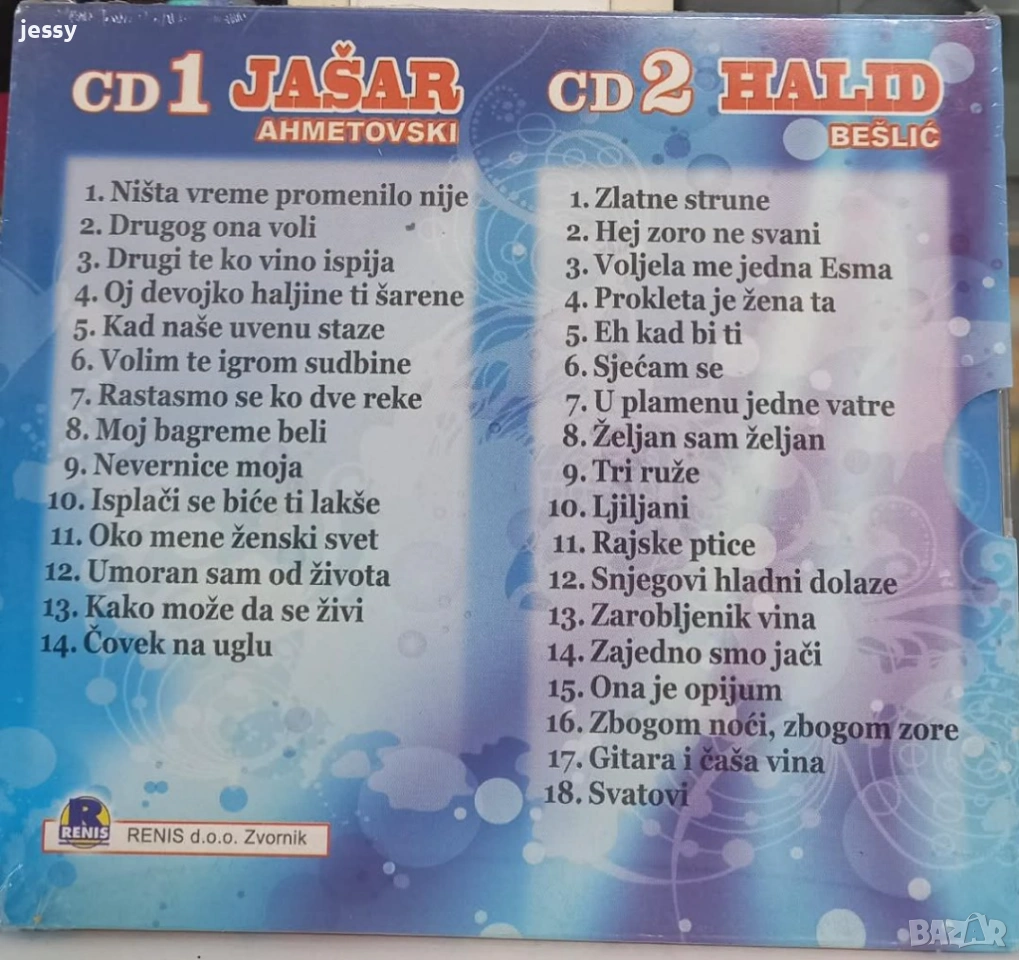 jessy
CD 1 JAŠAR
AHMETOVSKI
1. Ništa vreme promenilo nije
2. Drugog ona voli
3. Drugi te ko vino ispija
4. Oj devojko haljine ti šarene
5. Kad naše uvenu staze
6. Volim te igrom sudbine
7. Rastasmo se ko dve reke
8. Moj bagreme beli
9. Nevernice moja
10. Isplači se biće ti lakše
11. Oko mene ženski svet
12. Umoran sam od života
13. Kako može da se živi
14. Čovek na uglu
CD 2 HALID
BEŠLIĆ
1. Zlatne strune
2. Hej zoro ne svani
3. Voljela me jedna Esma
4. Prokleta je žena ta
5. Eh kad bi ti
6. Sjećam se
7. U plamenu jedne vatre
8. Željan sam željan
9. Tri ruže
10. Ljiljani
11. Rajske ptice
12. Snjegovi hladni dolaze
13. Zarobljenik vina
14. Zajedno smo jači
15. Ona je opijum
16. Zbogom noći, zbogom zore
17. Gitara i čaša vina
18. Svatovi
R
RENIS
RENIS d.o.o. Zvornik
BAZAR